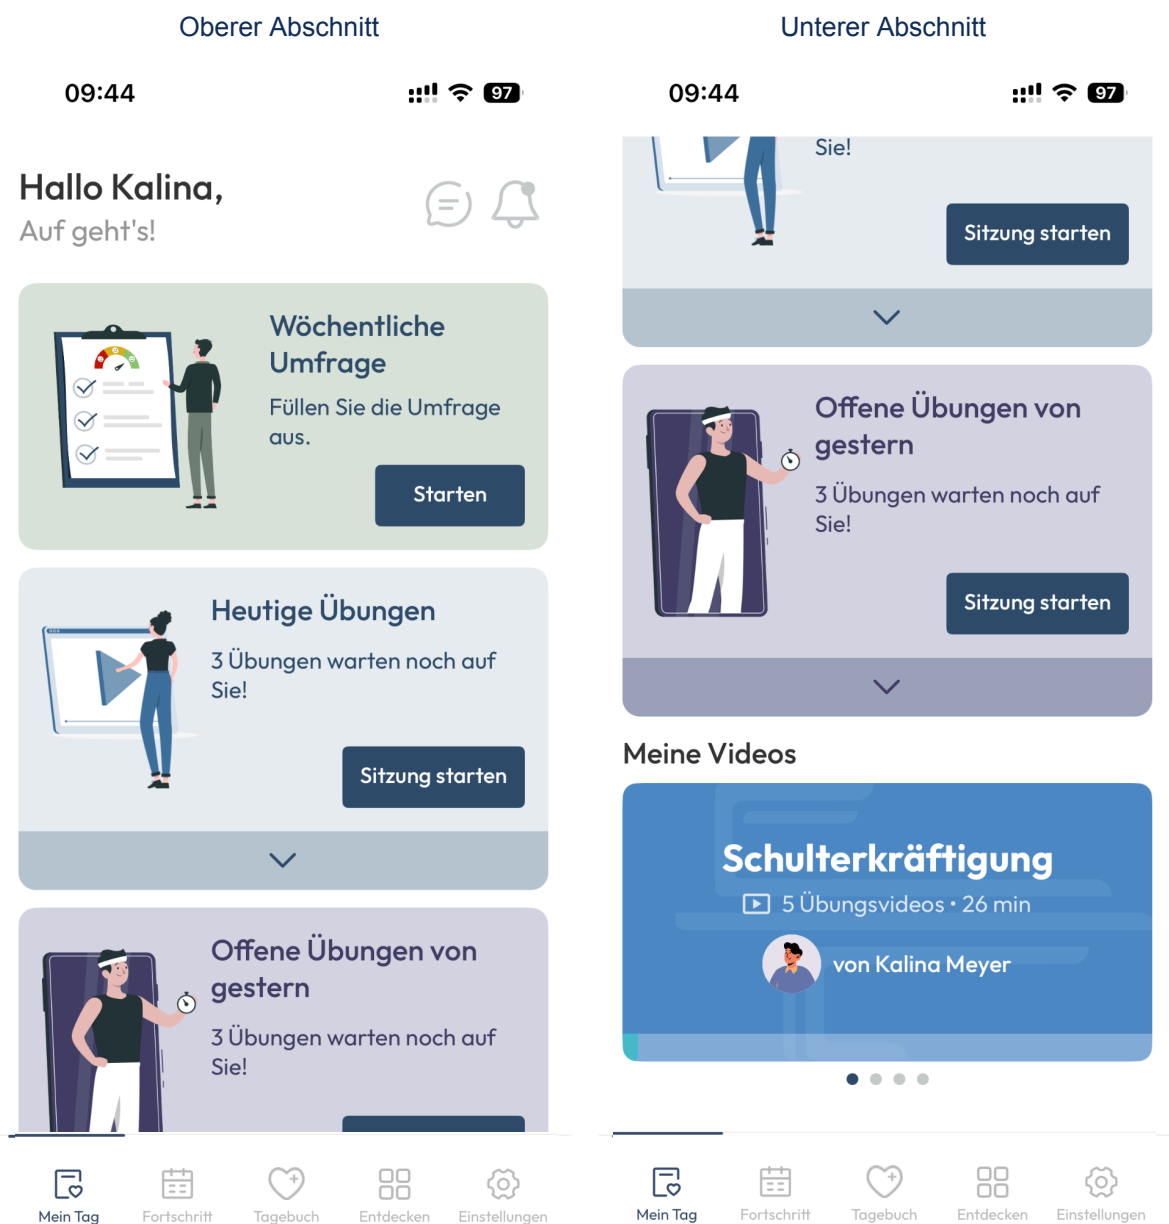 Oberer Abschnitt
09:44
97
Hallo Kalina,
Auf geht's!
Wöchentliche
Umfrage
Füllen Sie die Umfrage
aus.
Starten
Heutige Übungen
3 Übungen warten noch auf
Sie!
Sitzung starten
Offene Übungen von
gestern
3 Übungen warten noch auf
Sie!
Mein Tag
Fortschritt
Tagebuch
Entdecken
Einstellungen
Unterer Abschnitt
09:44
97
Sie!
Sitzung starten
Offene Übungen von
gestern
3 Übungen warten noch auf
Sie!
Sitzung starten
Meine Videos
Schulterkräftigung
5 Übungsvideos • 26 min
von Kalina Meyer
Mein Tag
Fortschritt
Tagebuch
Entdecken
Einstellungen